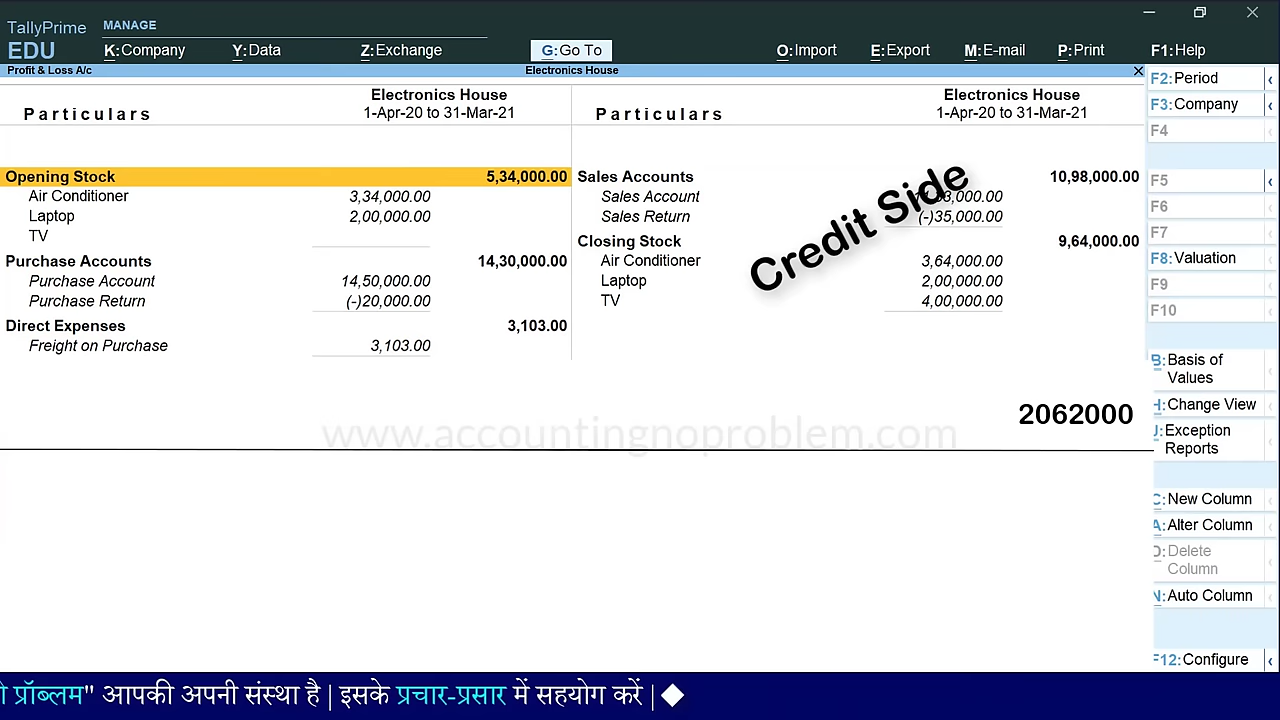 TallyPrime
EDU
MANAGE
K:Company Y:Data Z:Exchange G:Go To O:Import E:Export M:E-mail P:Print F1:Help
Profit & Loss A/c Electronics House
Particulars
Electronics House
1-Apr-20 to 31-Mar-21
Opening Stock 5,34,000.00
Air Conditioner 3,34,000.00
Laptop 2,00,000.00
TV
Purchase Accounts 14,30,000.00
Purchase Account 14,50,000.00
Purchase Return (-)20,000.00
Direct Expenses 3,103.00
Freight on Purchase 3,103.00
Particulars
Electronics House
1-Apr-20 to 31-Mar-21
Sales Accounts 10,98,000.00
Sales Account
Sales Return (-)35,000.00
Closing Stock 9,64,000.00
Air Conditioner 3,64,000.00
Laptop 2,00,000.00
TV 4,00,000.00
Credit Side
2062000
www.accountingnoproblem.com
F2:Period
F3:Company
F4
F5
F6
F7
F8:Valuation
F9
F10
B:Basis of
Values
H:Change View
J:Exception
Reports
C:New Column
A:Alter Column
D:Delete
Column
N:Auto Column
F12:Configure
प्रॉब्लम" आपकी अपनी संस्था है | इसके प्रचार-प्रसार में सहयोग करें |